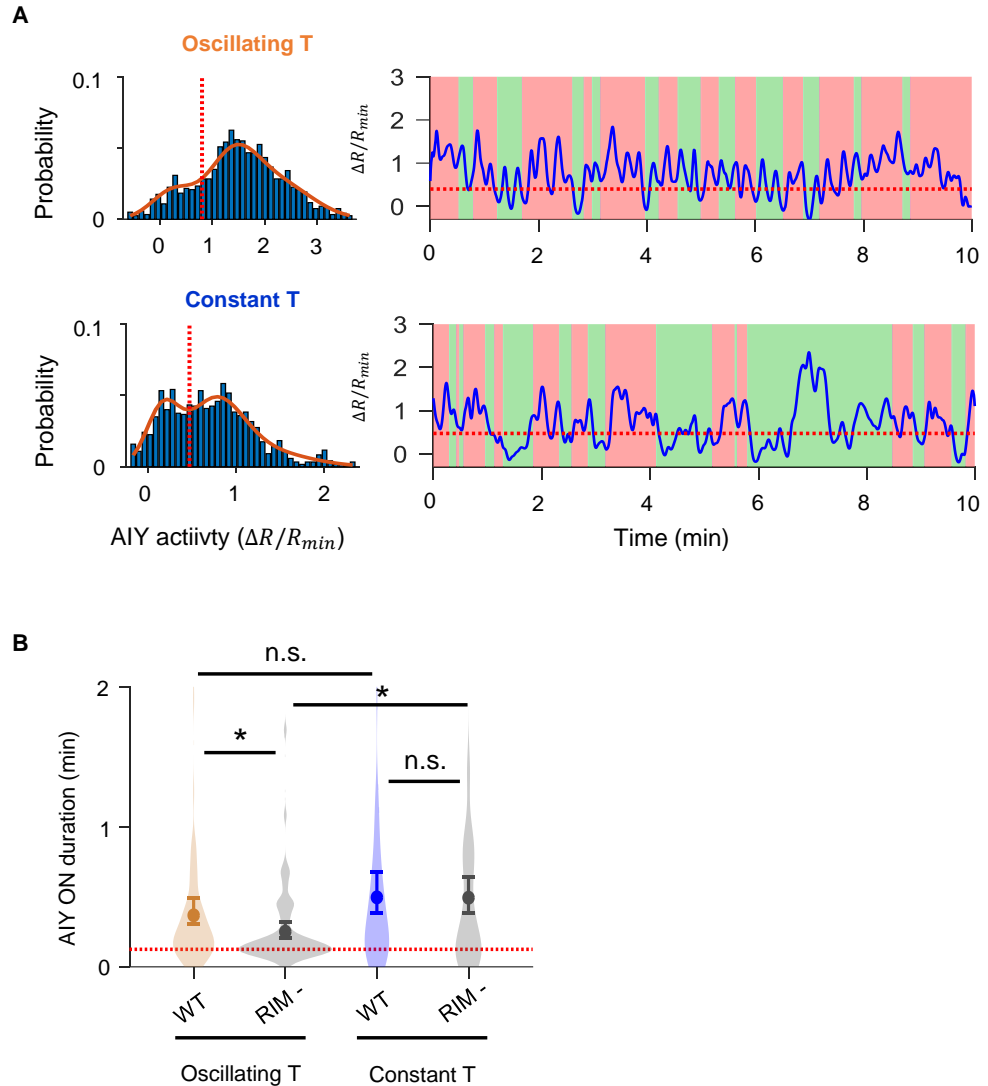 A
Oscillating T
Probability
0.1
0
0 1 2 3
ΔR/R_min
3
2
1
0
0 2 4 6 8 10
Constant T
Probability
0.1
0
0 1 2
AIY actiivty (ΔR/R_min)
ΔR/R_min
3
2
1
0
0 2 4 6 8 10
Time (min)
B
AIY ON duration (min)
2
1
0
n.s.
*
*
n.s.
WT RIM - WT RIM -
Oscillating T Constant T